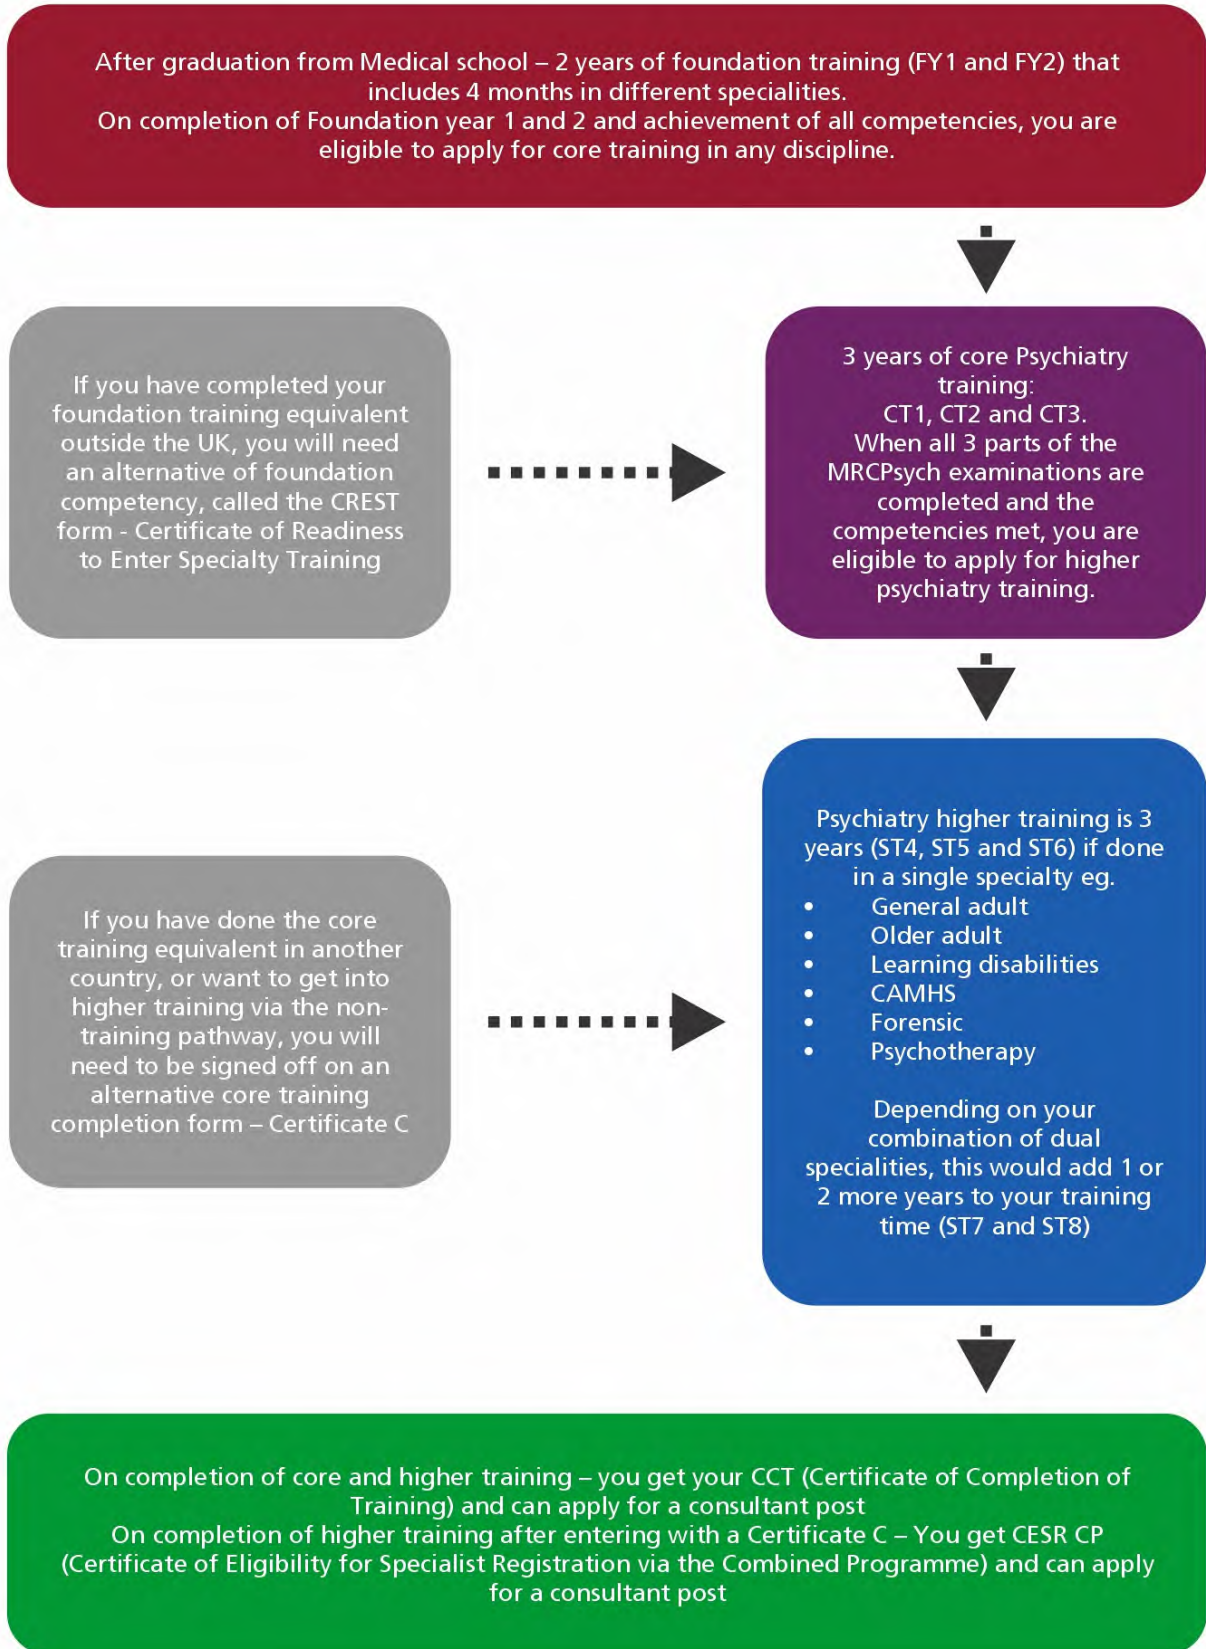 After graduation from Medical school – 2 years of foundation training (FY1 and FY2) that
includes 4 months in different specialities.
On completion of Foundation year 1 and 2 and achievement of all competencies, you are
eligible to apply for core training in any discipline.
If you have completed your
foundation training equivalent
outside the UK, you will need
an alternative of foundation
competency, called the CREST
form - Certificate of Readiness
to Enter Specialty Training
3 years of core Psychiatry
training:
CT1, CT2 and CT3.
When all 3 parts of the
MRCPsych examinations are
completed and the
competencies met, you are
eligible to apply for higher
psychiatry training.
If you have done the core
training equivalent in another
country, or want to get into
higher training via the non-
training pathway, you will
need to be signed off on an
alternative core training
completion form – Certificate C
Psychiatry higher training is 3
years (ST4, ST5 and ST6) if done
in a single specialty eg.
• General adult
• Older adult
• Learning disabilities
• CAMHS
• Forensic
• Psychotherapy
Depending on your
combination of dual
specialities, this would add 1 or
2 more years to your training
time (ST7 and ST8)
On completion of core and higher training – you get your CCT (Certificate of Completion of
Training) and can apply for a consultant post
On completion of higher training after entering with a Certificate C – You get CESR CP
(Certificate of Eligibility for Specialist Registration via the Combined Programme) and can apply
for a consultant post